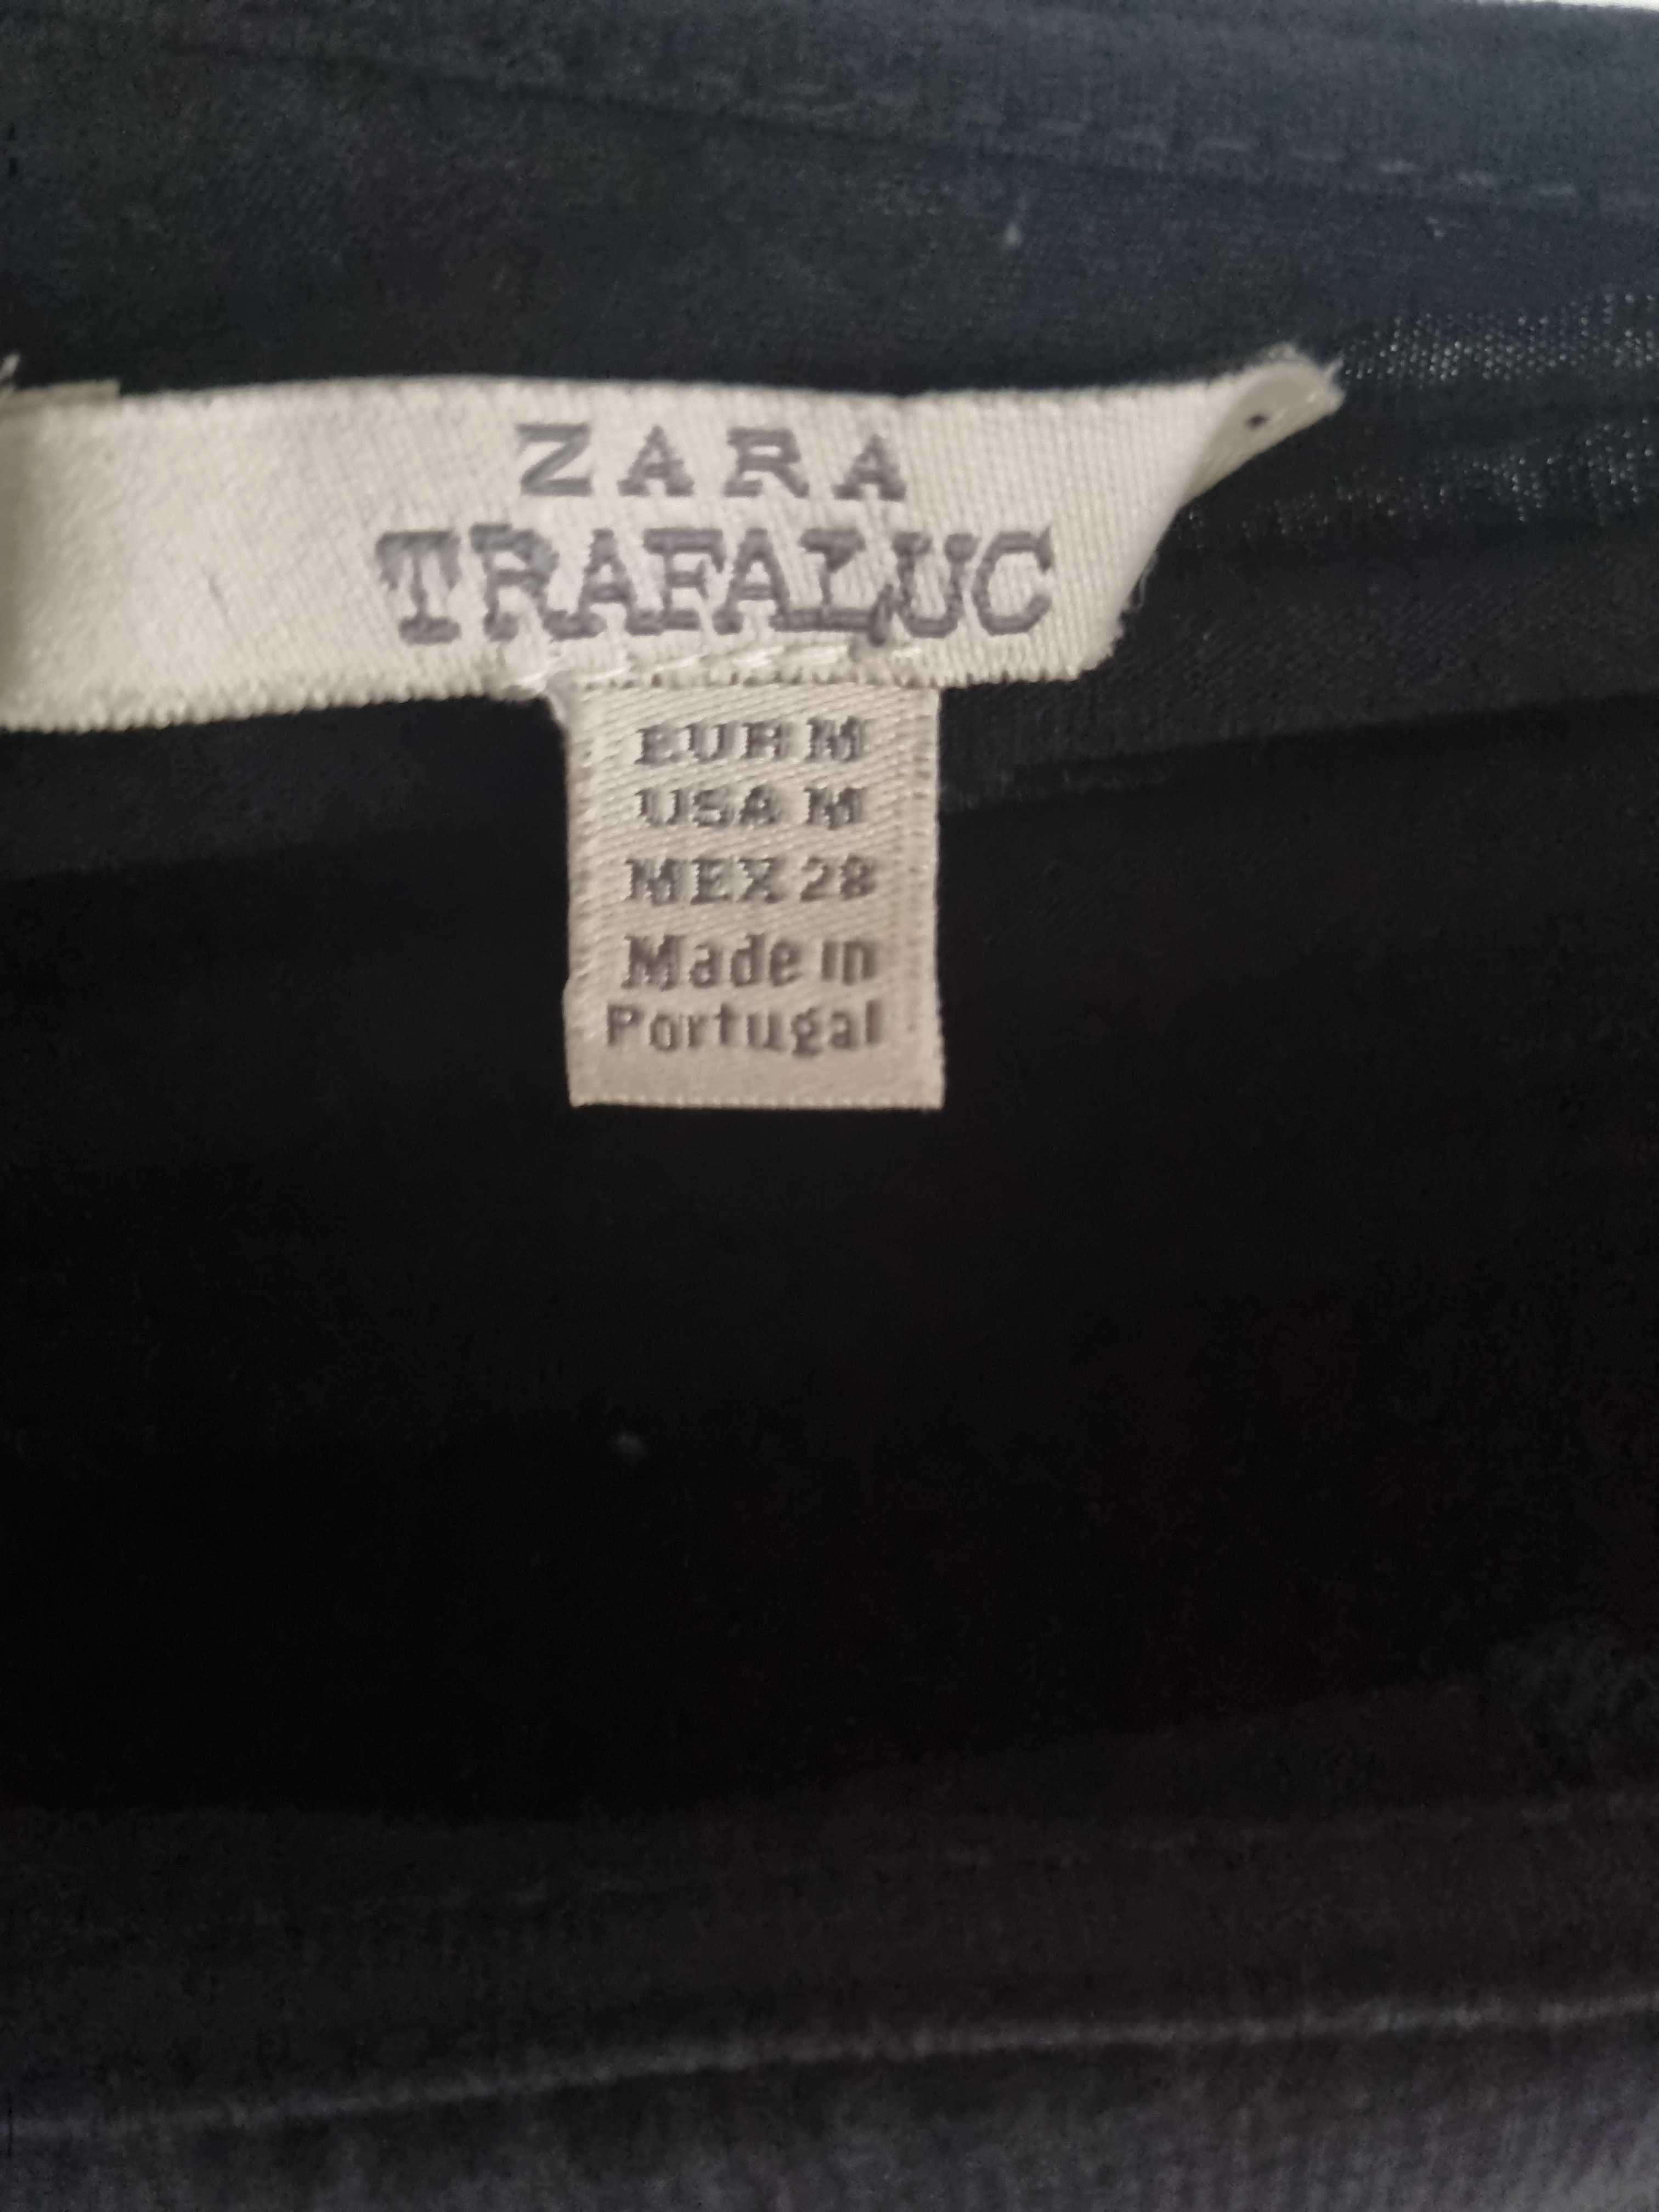 ZARA
TRAFALUC
EUR M
USA M
MEX 28
Made in
Portugal